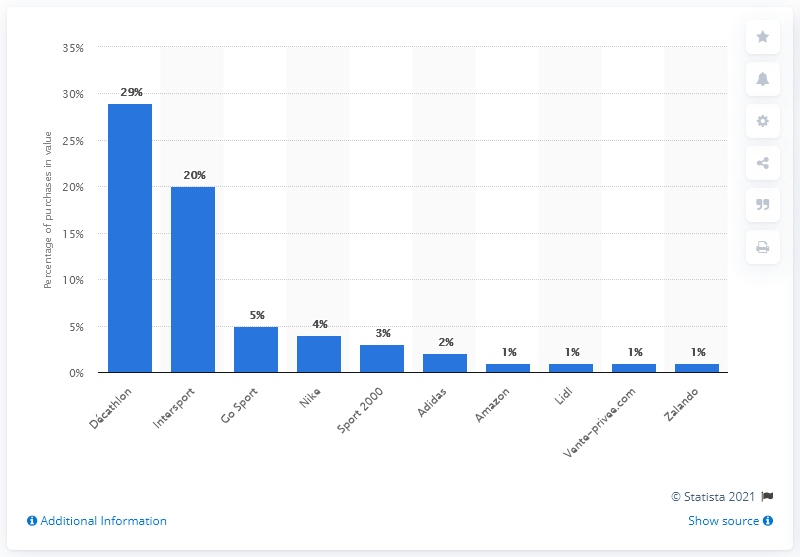 35%
30%
25%
20%
15%
10%
5%
0%
Percentage of purchases in value
29%
20%
5%
4%
3%
2%
1%
1%
1%
1%
Décathlon
Intersport
Go Sport
Nike
Sport 2000
Adidas
Amazon
Lidl
Vente-privee.com
Zalando
© Statista 2021
Additional Information
Show source